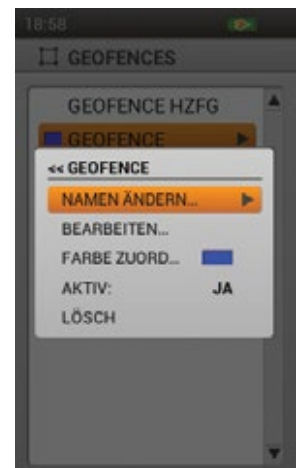 18:58
GEOFENCES
GEOFENCE HZFG
GEOFENCE
<< GEOFENCE
NAMEN ÄNDERN...
BEARBEITEN...
FARBE ZUORD...
AKTIV: JA
LÖSCH